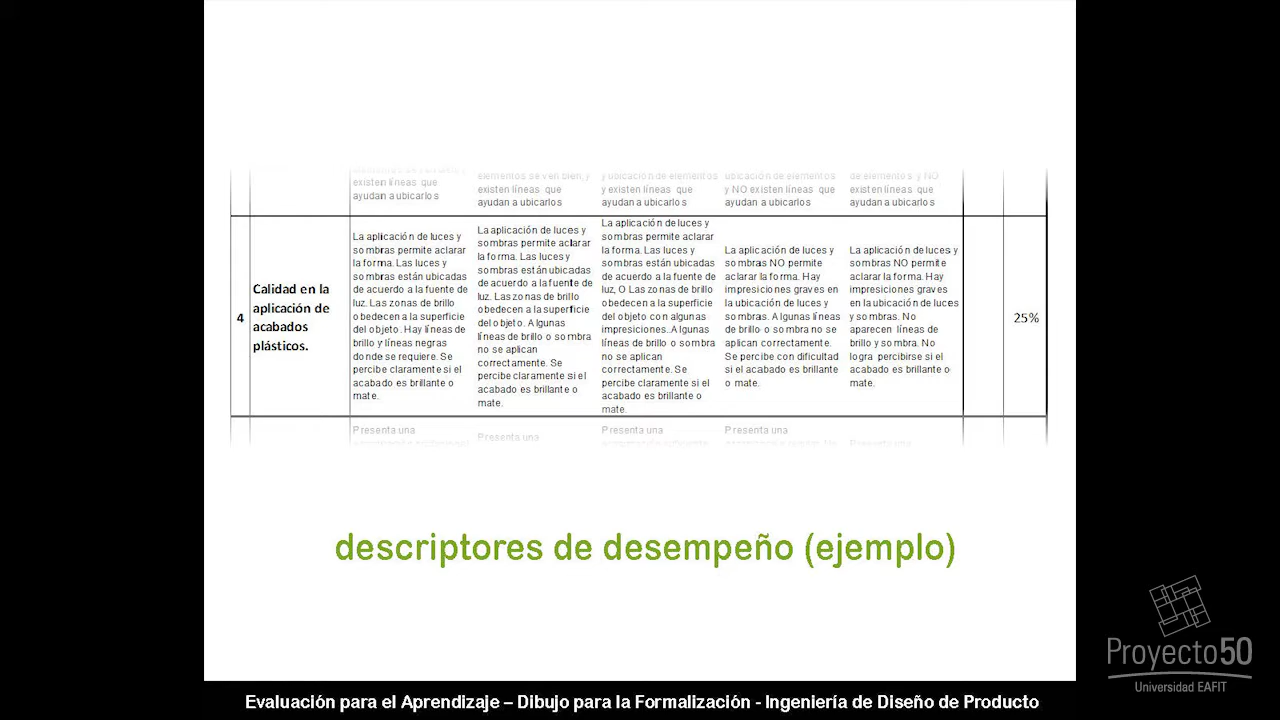 existen líneas que
ayudan a ubicarlos
elementos se ven bien, y
existen líneas que
ayudan a ubicarlos
y ubicación de elementos
y existen líneas que
ayudan a ubicarlos
ubicación de elementos
y NO existen líneas que
ayudan a ubicarlos
de elementos y NO
existen líneas que
ayudan a ubicarlos
4
Calidad en la
aplicación de
acabados
plásticos.
La aplicación de luces y
sombras permite aclarar
la forma. Las luces y
sombras están ubicadas
de acuerdo a la fuente de
luz. Las zonas de brillo
obedecen a la superficie
del objeto. Hay líneas de
brillo y líneas negras
donde se requiere. Se
percibe claramente si el
acabado es brillante o
mate.
La aplicación de luces y
sombras permite aclarar
la forma. Las luces y
sombras están ubicadas
de acuerdo a la fuente de
luz. Las zonas de brillo
obedecen a la superficie
del objeto. Algunas
líneas de brillo o sombra
no se aplican
correctamente. Se
percibe claramente si el
acabado es brillante o
mate.
La aplicación de luces y
sombras permite aclarar
la forma. Las luces y
sombras están ubicadas
de acuerdo a la fuente de
luz, O Las zonas de brillo
obedecen a la superficie
del objeto con algunas
impresiciones. Algunas
líneas de brillo o sombra
no se aplican
correctamente. Se
percibe claramente si el
acabado es brillante o
mate.
La aplicación de luces y
sombras NO permite
aclarar la forma. Hay
impresiciones graves en
la ubicación de luces y
sombras. Algunas líneas
de brillo o sombra no se
aplican correctamente.
Se percibe con dificultad
si el acabado es brillante
o mate.
La aplicación de luces y
sombras NO permite
aclarar la forma. Hay
impresiciones graves
en la ubicación de luces
y sombras. No
aparecen líneas de
brillo y sombra. No
logra percibirse si el
acabado es brillante o
mate.
25%
Presenta una
Presenta una
Presenta una
Presenta una
descriptores de desempeño (ejemplo)
Proyecto50
Universidad EAFIT
Evaluación para el Aprendizaje – Dibujo para la Formalización - Ingeniería de Diseño de Producto